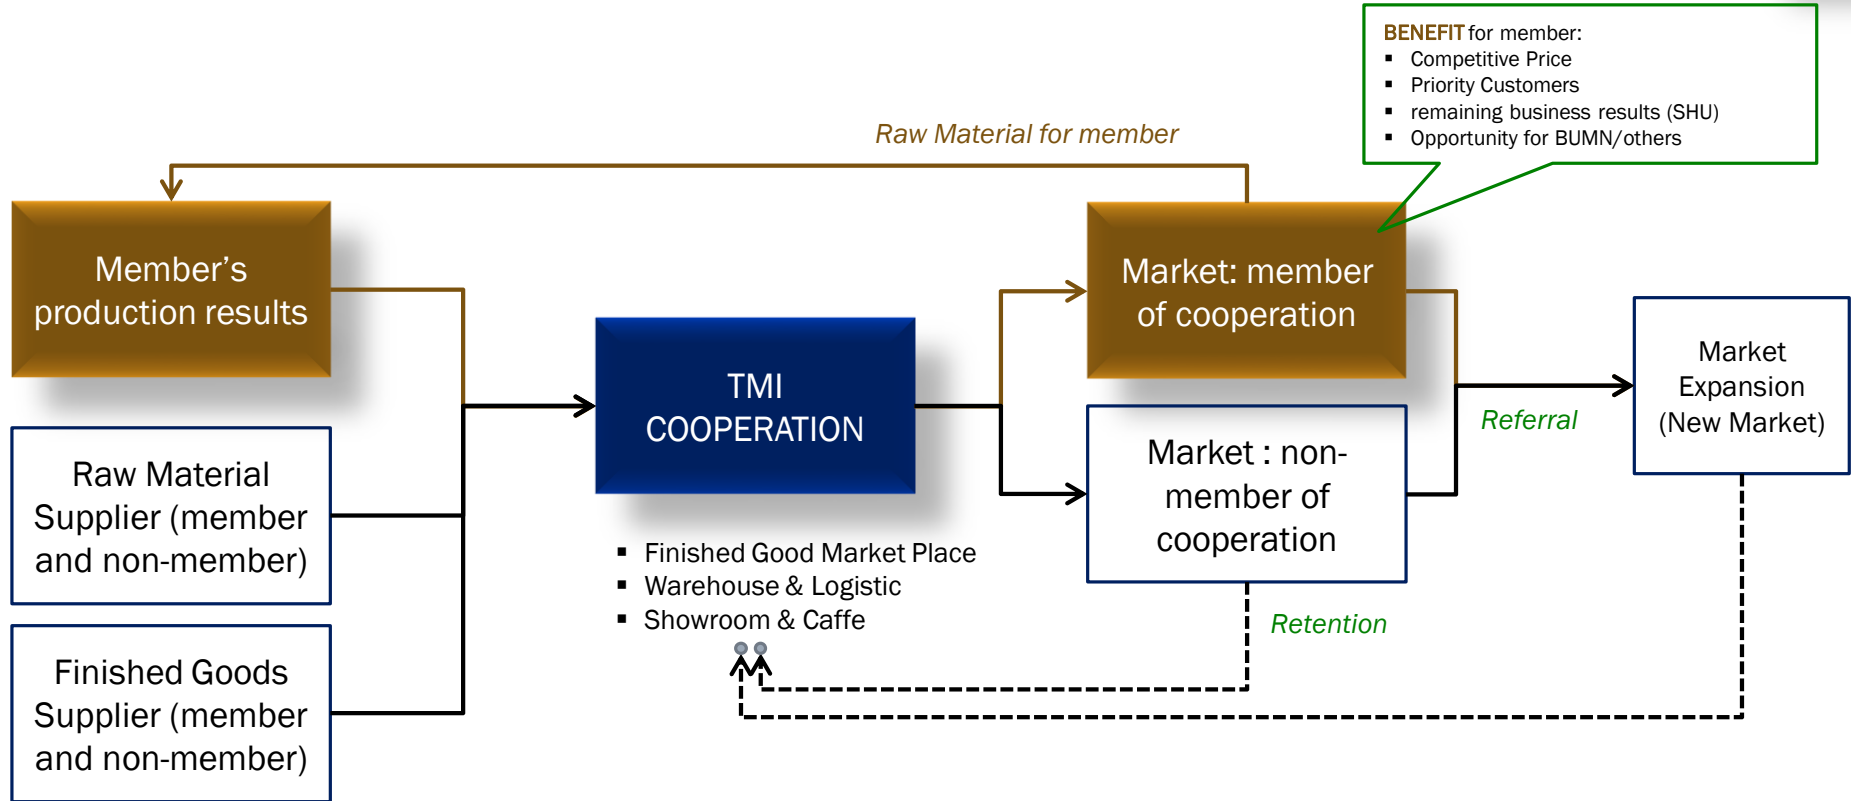 BENEFIT for member:
▪ Competitive Price
▪ Priority Customers
▪ remaining business results (SHU)
▪ Opportunity for BUMN/others
Raw Material for member
Member's
production results
Raw Material
Supplier (member
and non-member)
Finished Goods
Supplier (member
and non-member)
TMI
COOPERATION
▪ Finished Good Market Place
▪ Warehouse & Logistic
▪ Showroom & Caffe
Market: member
of cooperation
Market : non-
member of
cooperation
Referral
Retention
Market
Expansion
(New Market)